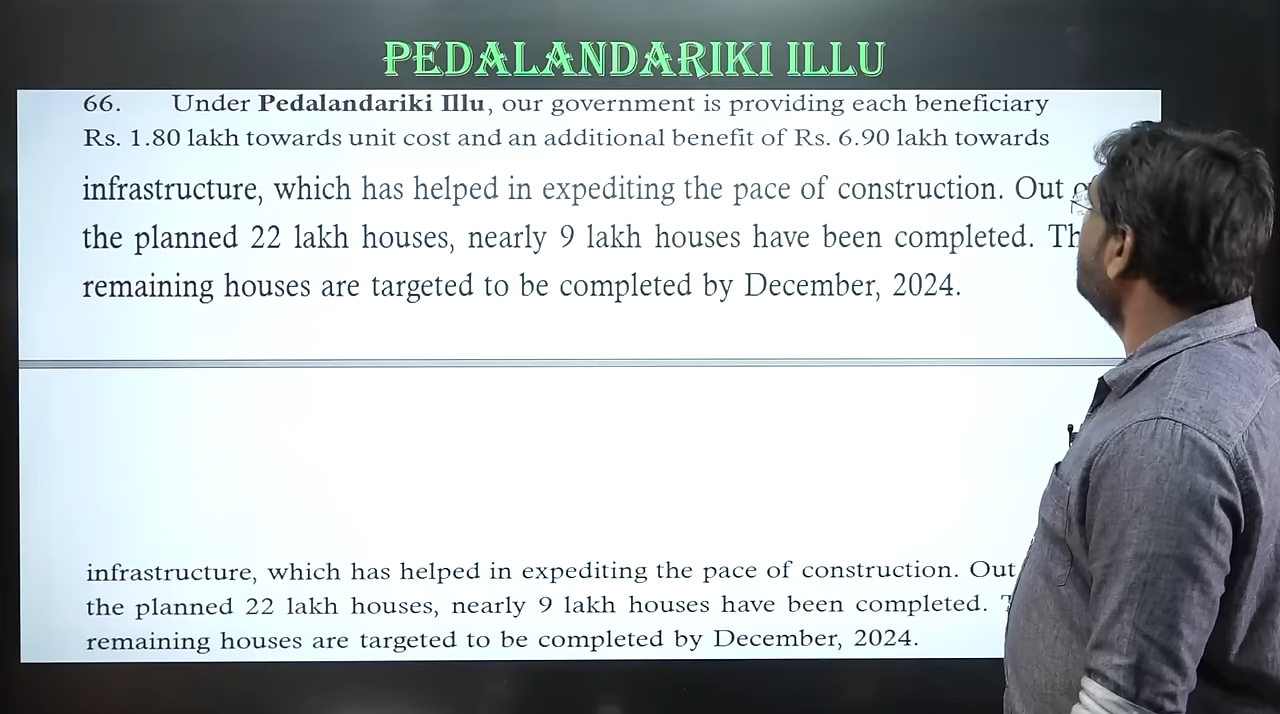 PEDALANDARIKI ILLU
66. Under Pedalandariki Illu, our government is providing each beneficiary
Rs. 1.80 lakh towards unit cost and an additional benefit of Rs. 6.90 lakh towards
infrastructure, which has helped in expediting the pace of construction. Out
the planned 22 lakh houses, nearly 9 lakh houses have been completed.
remaining houses are targeted to be completed by December, 2024.
infrastructure, which has helped in expediting the pace of construction. Out
the planned 22 lakh houses, nearly 9 lakh houses have been completed.
remaining houses are targeted to be completed by December, 2024.